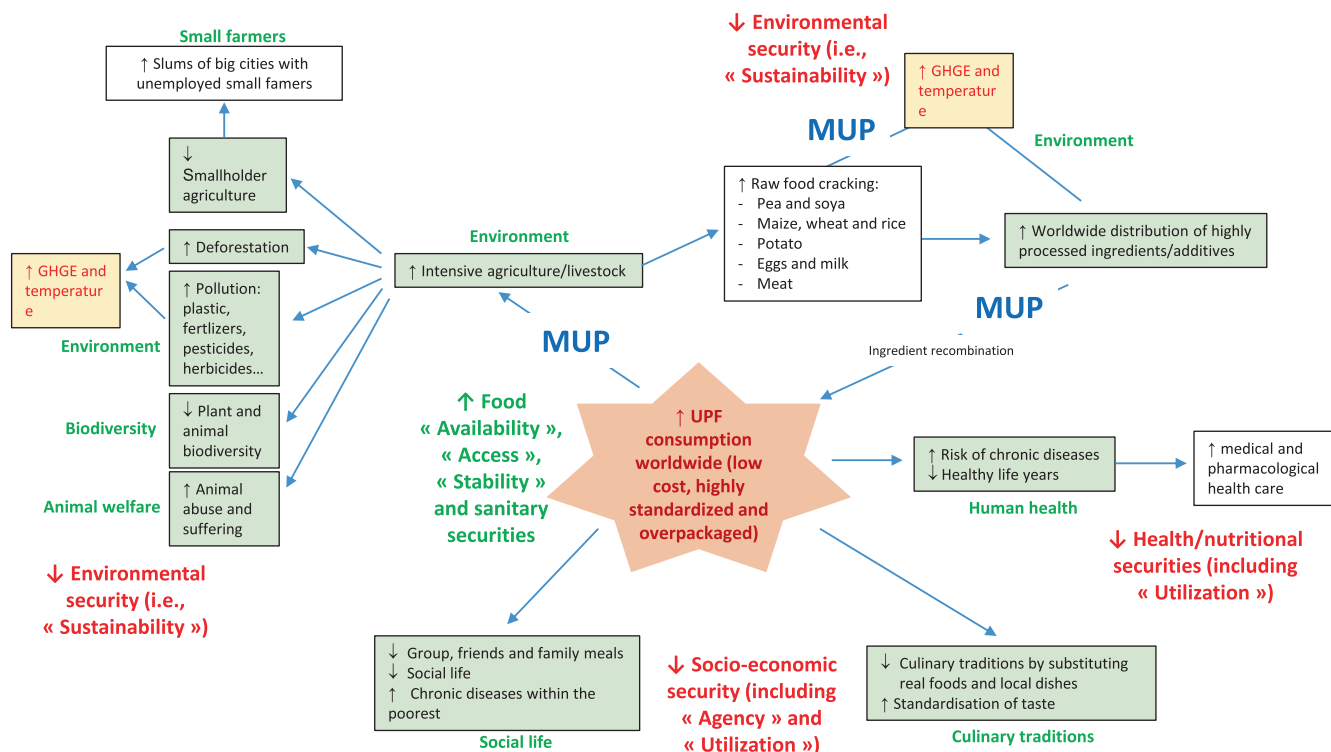 Small farmers
↑ Slums of big cities with
unemployed small famers
↓
Smallholder
agriculture
↑ Deforestation
↑ GHGE and
temperatur
e
↑ Pollution:
plastic,
fertlizers,
pesticides,
herbicides…
Environment
↓ Plant and
animal
biodiversity
Biodiversity
↑ Animal
abuse and
suffering
Animal welfare
↓ Environmental
security (i.e.,
« Sustainability »)
Environment
↑ Intensive agriculture/livestock
MUP
↑ Food
« Availability »,
« Access »,
« Stability »
and sanitary
securities
↓ Environmental
security (i.e.,
« Sustainability »)
↑ GHGE and
temperatur
e
MUP
Environment
↑ Raw food cracking:
- Pea and soya
- Maize, wheat and rice
- Potato
- Eggs and milk
- Meat
↑ Worldwide distribution of highly
processed ingredients/additives
MUP
Ingredient recombination
↑ UPF
consumption
worldwide (low
cost, highly
standardized and
overpackaged)
↑ Risk of chronic diseases
↓ Healthy life years
Human health
↑ medical and
pharmacological
health care
↓ Health/nutritional
securities (including
« Utilization »)
↓ Group, friends and family meals
↓ Social life
↑ Chronic diseases within the
poorest
Social life
↓ Socio-economic
security (including
« Agency » and
« Utilization »)
↓ Culinary traditions by substituting
real foods and local dishes
↑ Standardisation of taste
Culinary traditions